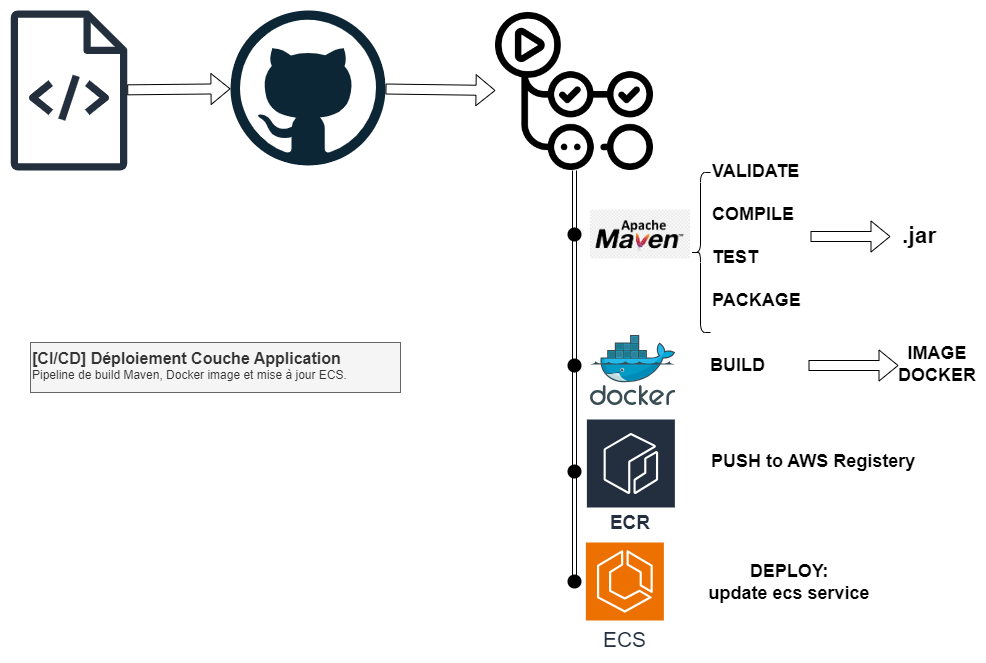 </>
VALIDATE
COMPILE
Apache
Maven™
.jar
TEST
PACKAGE
[CI/CD] Déploiement Couche Application
Pipeline de build Maven, Docker image et mise à jour ECS.
docker
BUILD
IMAGE
DOCKER
PUSH to AWS Registery
ECR
DEPLOY:
update ecs service
ECS